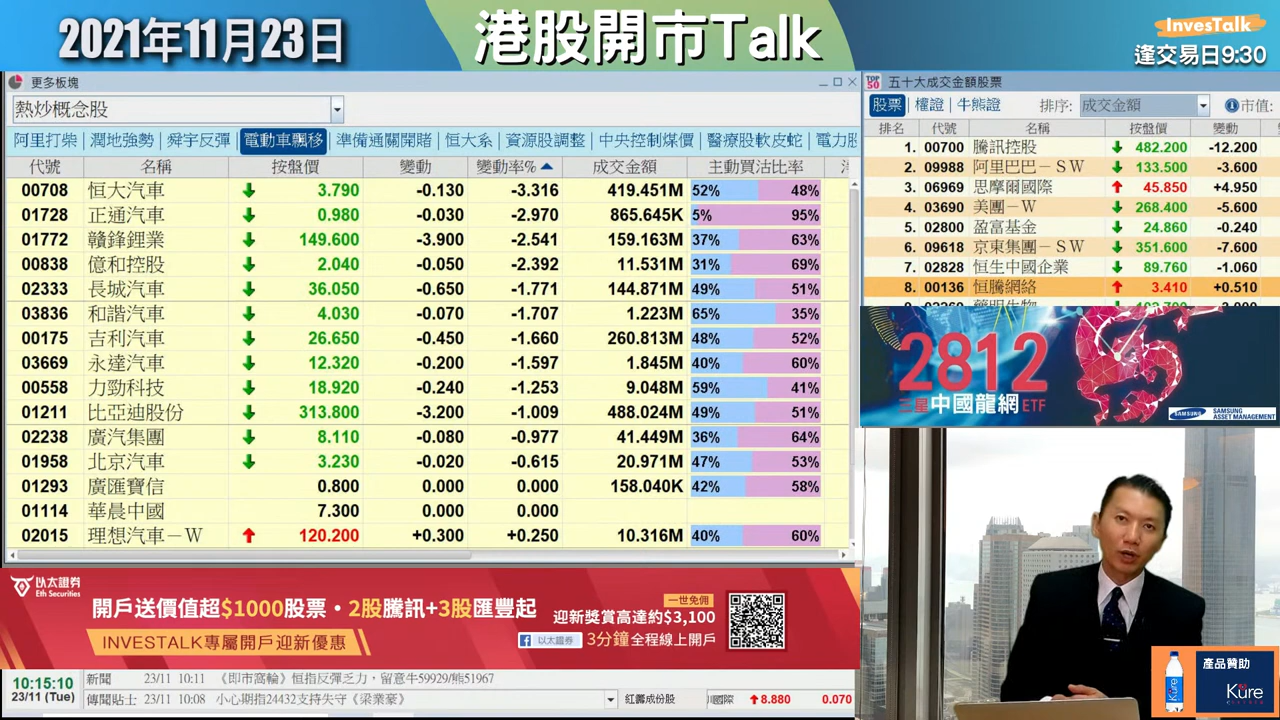 2021年11月23日
港股開市Talk
InvesTalk
逢交易日9:30
更多板塊
熱炒概念股
阿里打柴 潤地強勢 舜宇反彈 電動車飄移 準備通關開賭 恒大系 資源股調整 中央控制煤價 醫療股軟皮蛇 電力股
代號 名稱 按盤價 變動 變動率% 成交金額 主動買沽比率
00708 恒大汽車 3.790 -0.130 -3.316 419.451M 52% 48%
01728 正通汽車 0.980 -0.030 -2.970 865.645K 5% 95%
01772 贛鋒鋰業 149.600 -3.900 -2.541 159.163M 37% 63%
00838 億和控股 2.040 -0.050 -2.392 11.531M 31% 69%
02333 長城汽車 36.050 -0.650 -1.771 144.871M 49% 51%
03836 和諧汽車 4.030 -0.070 -1.707 1.223M 65% 35%
00175 吉利汽車 26.650 -0.450 -1.660 260.813M 48% 52%
03669 永達汽車 12.320 -0.200 -1.597 1.845M 40% 60%
00558 力勁科技 18.920 -0.240 -1.253 9.048M 59% 41%
01211 比亞迪股份 313.800 -3.200 -1.009 488.024M 49% 51%
02238 廣汽集團 8.110 -0.080 -0.977 41.449M 36% 64%
01958 北京汽車 3.230 -0.020 -0.615 20.971M 47% 53%
01293 廣匯寶信 0.800 0.000 0.000 158.040K 42% 58%
01114 華晨中國 7.300 0.000 0.000
02015 理想汽車－W 120.200 +0.300 +0.250 10.316M 40% 60%
TOP 50 五十大成交金額股票
股票 權證 牛熊證 排序: 成交金額 市值:
排名 代號 名稱 按盤價 變動
1. 00700 騰訊控股 482.200 -12.200
2. 09988 阿里巴巴－SW 133.500 -3.600
3. 06969 思摩爾國際 45.850 +4.950
4. 03690 美團－W 268.400 -5.600
5. 02800 盈富基金 24.860 -0.240
6. 09618 京東集團－SW 351.600 -7.600
7. 02828 恒生中國企業 89.760 -1.060
8. 00136 恒騰網絡 3.410 +0.510
2812
三星中國龍網ETF
SAMSUNG
SAMSUNG ASSET MANAGEMENT
以太證券
Eth Securities
開戶送價值超$1000股票・2股騰訊+3股匯豐起
INVESTALK專屬開戶迎新優惠
一世免佣
迎新獎賞高達約$3,100
以太證券 3分鐘全程線上開戶
10:15:10
23/11 (Tue)
新聞 23/11 10:11 《即市窩輪》恒指反彈乏力，留意牛59929/熊51967
傳聞貼士 23/11 小心期指24432支持失守《梁業豪》
紅籌成份股
國際 8.880 0.070
產品贊助
Kure